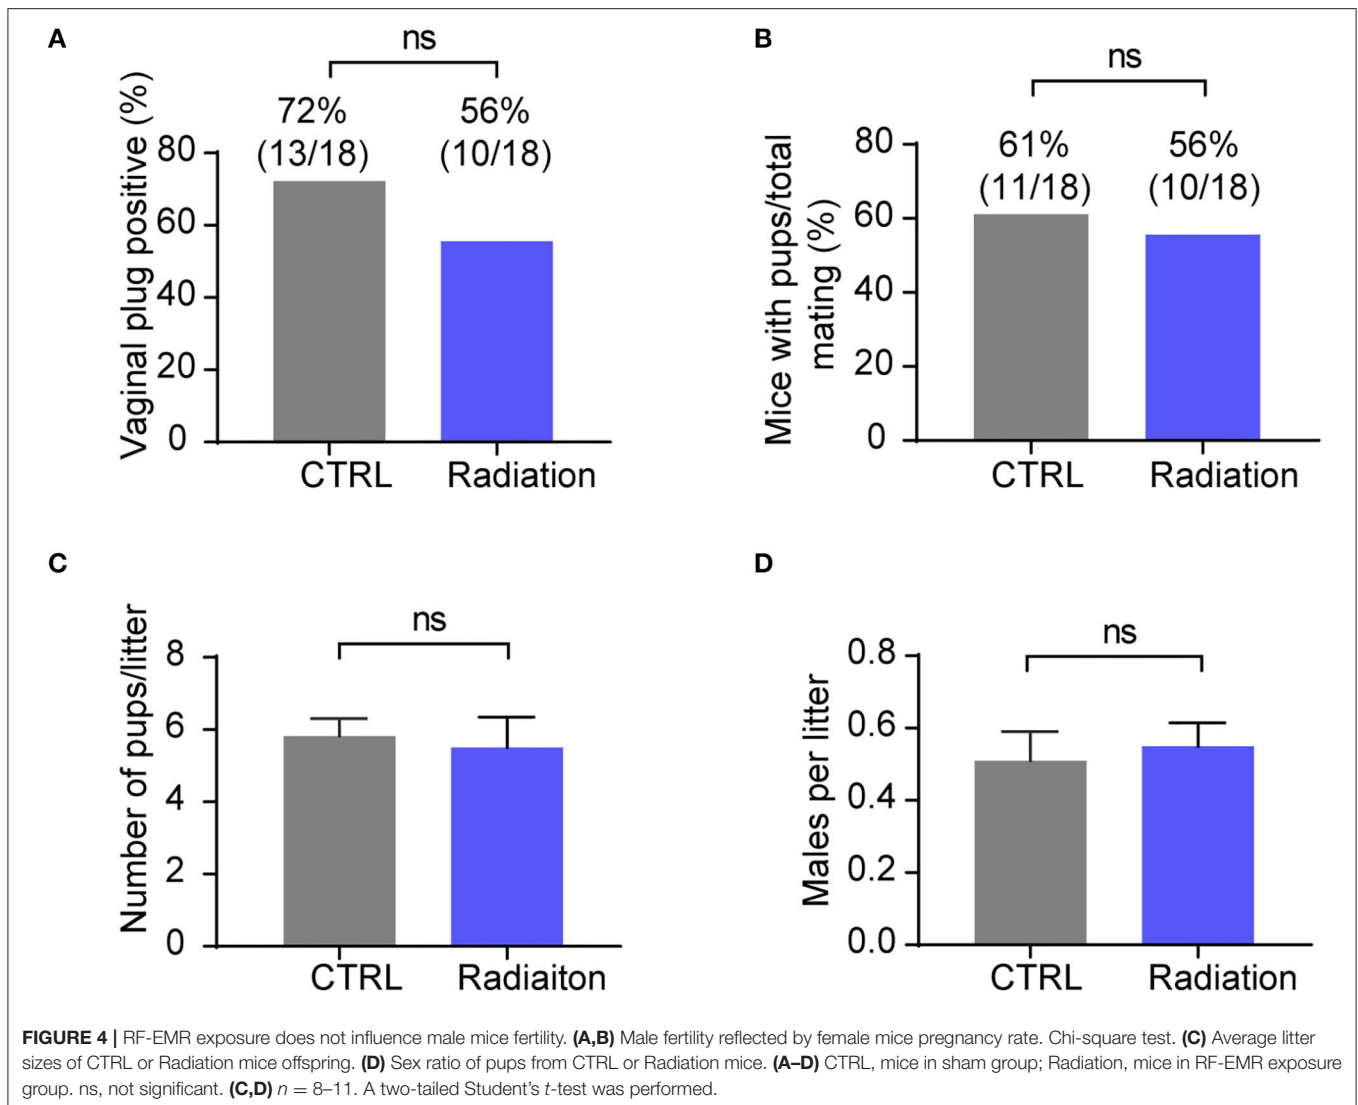 A
ns
72%
(13/18)
56%
(10/18)
Vaginal plug positive (%)
80
60
40
20
0
CTRL
Radiation
B
ns
61%
(11/18)
56%
(10/18)
Mice with pups/total
mating (%)
80
60
40
20
0
CTRL
Radiation
C
ns
Number of pups/litter
8
6
4
2
0
CTRL
Radiaiton
D
ns
Males per litter
0.8
0.6
0.4
0.2
0.0
CTRL
Radiation
FIGURE 4 | RF-EMR exposure does not influence male mice fertility. (A,B) Male fertility reflected by female mice pregnancy rate. Chi-square test. (C) Average litter
sizes of CTRL or Radiation mice offspring. (D) Sex ratio of pups from CTRL or Radiation mice. (A–D) CTRL, mice in sham group; Radiation, mice in RF-EMR exposure
group. ns, not significant. (C,D) n = 8–11. A two-tailed Student's t-test was performed.